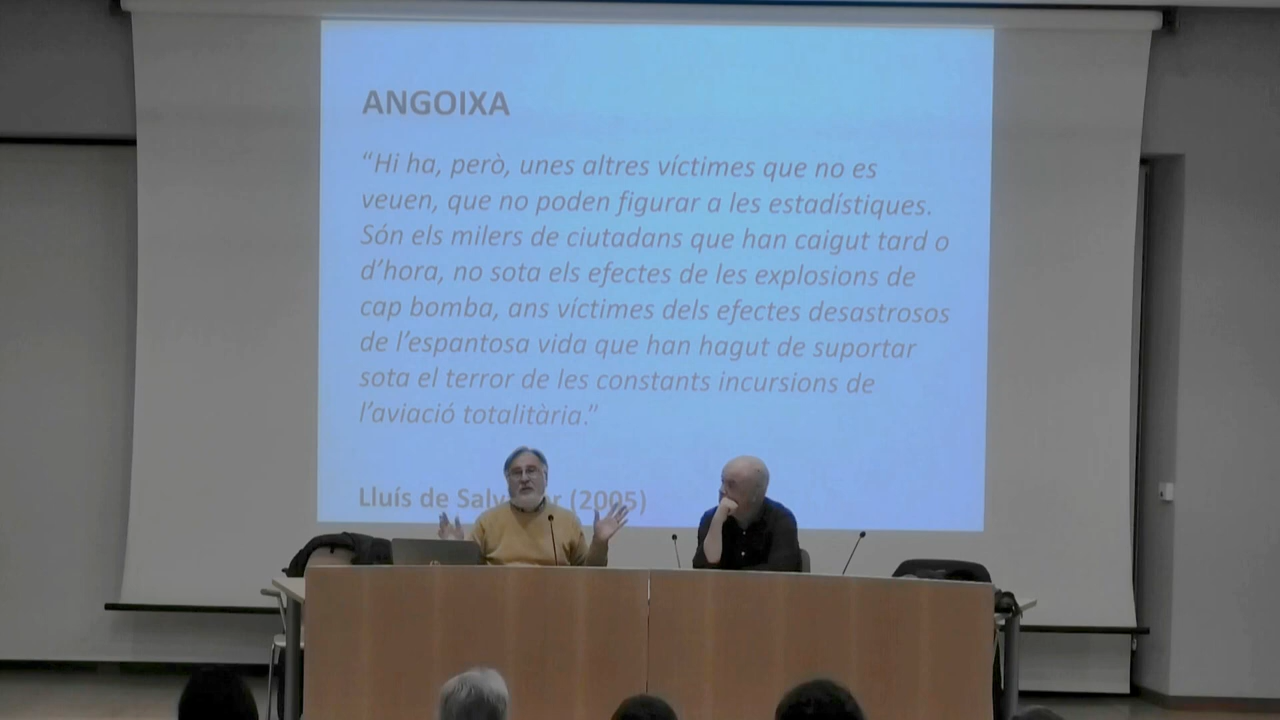 ANGOIXA
“Hi ha, però, unes altres víctimes que no es
veuen, que no poden figurar a les estadístiques.
Són els milers de ciutadans que han caigut tard o
d’hora, no sota els efectes de les explosions de
cap bomba, ans víctimes dels efectes desastrosos
de l’espantosa vida que han hagut de suportar
sota el terror de les constants incursions de
l’aviació totalitària.”
Lluís de (2005)